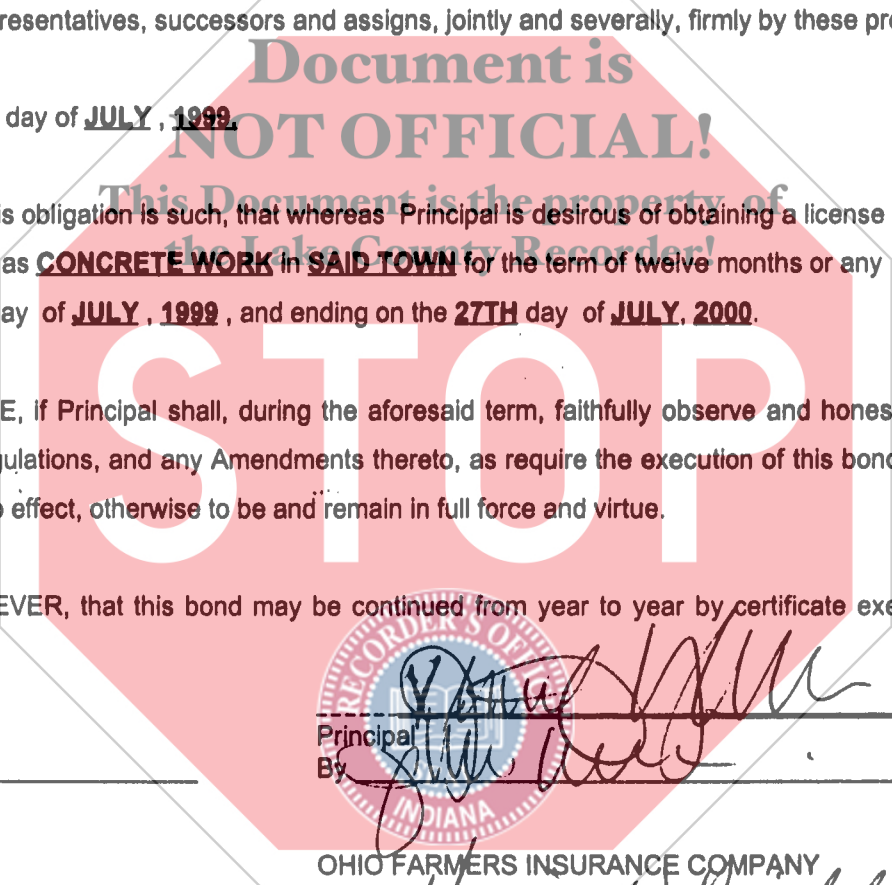 resentatives, successors and assigns, jointly and severally, firmly by these pre
Document is
day of JULY , 1999.
NOT OFFICIAL!
This Document is the property of
is obligation is such, that whereas Principal is desirous of obtaining a license
the Lake County Recorder!
as CONCRETE WORK in SAID TOWN for the term of twelve months or any
ay of JULY , 1999 , and ending on the 27TH day of JULY, 2000.
STOP
E, if Principal shall, during the aforesaid term, faithfully observe and hones
gulations, and any Amendments thereto, as require the execution of this bond
effect, otherwise to be and remain in full force and virtue.
EVER, that this bond may be continued from year to year by certificate exe
RECORDER'S OFFICE
Principal
By
INDIANA
OHIO FARMERS INSURANCE COMPANY